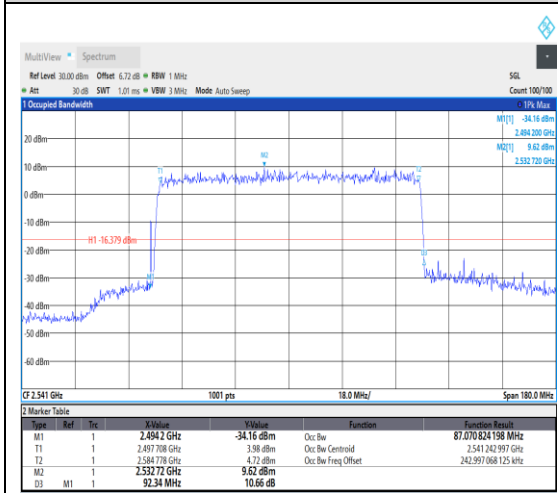 MultiView Spectrum
Ref Level 30.00 dBm Offset 6.72 dB RBW 1 MHz SGL
Att 30 dB SWT 1.01 ms VBW 3 MHz Mode Auto Sweep Count 100/100
1 Occupied Bandwidth 1Pk Max
M1[1] -34.16 dBm
2.494 200 GHz
M2[1] 9.62 dBm
2.532 720 GHz
20 dBm
M2
T1
10 dBm
0 dBm
-10 dBm
H1 -16.379 dBm
-20 dBm
-30 dBm
-40 dBm
-50 dBm
-60 dBm
CF 2.541 GHz 1001 pts 18.0 MHz/ Span 180.0 MHz
2 Marker Table
Type Ref Trc X-Value Y-Value Function Function Result
M1 1 2.494 2 GHz -34.16 dBm Occ Bw 87.070 824 198 MHz
T1 1 2.497 708 GHz 3.98 dBm Occ Bw Centroid 2.541 242 997 GHz
T2 1 2.584 778 GHz 4.72 dBm Occ Bw Freq Offset 242.997 068 125 kHz
M2 1 2.532 72 GHz 9.62 dBm
D3 M1 1 92.34 MHz 10.66 dB